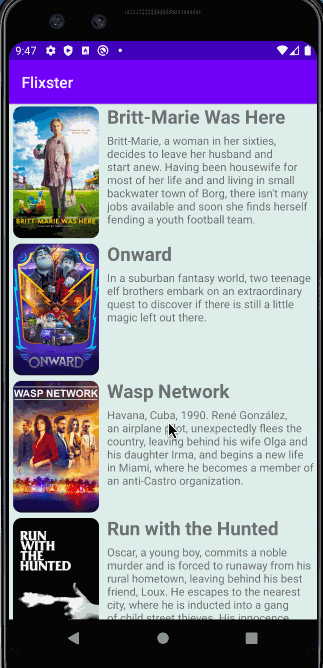 9:47
Flixster
Britt-Marie Was Here
Britt-Marie, a woman in her sixties,
decides to leave her husband and
start anew. Having been housewife for
most of her life and and living in small
backwater town of Borg, there isn't many
jobs available and soon she finds herself
fending a youth football team.
BRITT-MARIE WAS HERE
Onward
In a suburban fantasy world, two teenage
elf brothers embark on an extraordinary
quest to discover if there is still a little
magic left out there.
ONWARD
Wasp Network
WASP NETWORK
Havana, Cuba, 1990. René González,
an airplane pilot, unexpectedly flees the
country, leaving behind his wife Olga and
his daughter Irma, and begins a new life
in Miami, where he becomes a member of
an anti-Castro organization.
Run with the Hunted
RUN
WITH
THE
HUNTED
Oscar, a young boy, commits a noble
murder and is forced to runaway from his
rural hometown, leaving behind his best
friend, Loux. He escapes to the nearest
city, where he is inducted into a gang
of child street thieves. His innocence